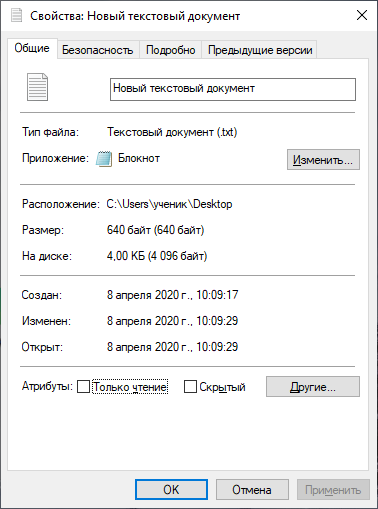 Свойства: Новый текстовый документ
Общие Безопасность Подробно Предыдущие версии
Новый текстовый документ
Тип файла: Текстовый документ (.txt)
Приложение: Блокнот Изменить...
Расположение: C:\Users\ученик\Desktop
Размер: 640 байт (640 байт)
На диске: 4,00 КБ (4 096 байт)
Создан: 8 апреля 2020 г., 10:09:17
Изменен: 8 апреля 2020 г., 10:09:29
Открыт: 8 апреля 2020 г., 10:09:29
Атрибуты: Только чтение Скрытый Другие...
OK Отмена Применить